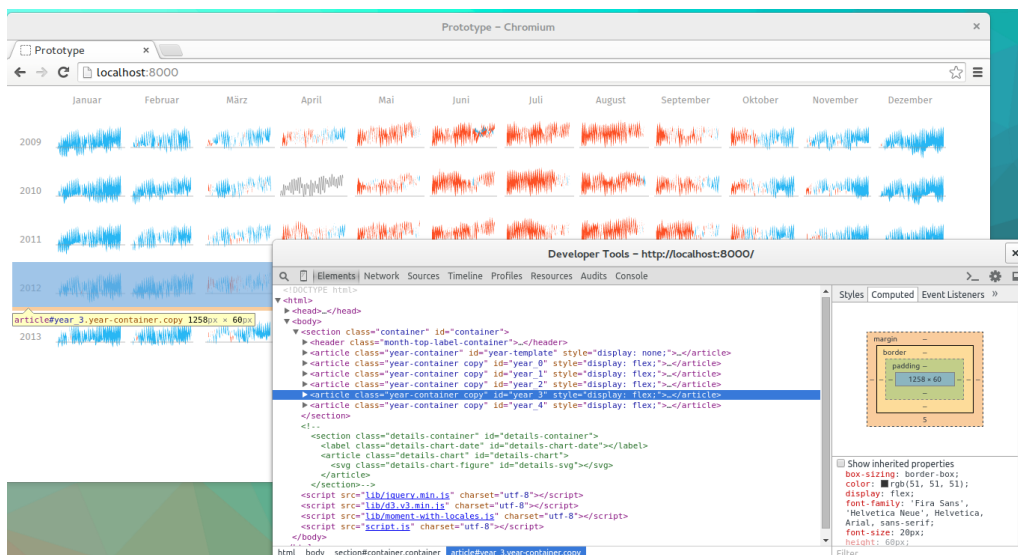 Prototype – Chromium
Prototype
localhost:8000
Januar Februar März April Mai Juni Juli August September Oktober November Dezember
2009
2010
2011
2012
article#year_3.year-container.copy 1258px × 60px
2013
Developer Tools – http://localhost:8000/
Elements Network Sources Timeline Profiles Resources Audits Console
<!DOCTYPE html>
▼<html>
▶<head>…</head>
▼<body>
▼<section class="container" id="container">
▶<header class="month-top-label-container">…</header>
▶<article class="year-container" id="year-template" style="display: none;">…</article>
▶<article class="year-container copy" id="year_0" style="display: flex;">…</article>
▶<article class="year-container copy" id="year_1" style="display: flex;">…</article>
▶<article class="year-container copy" id="year_2" style="display: flex;">…</article>
▶<article class="year-container copy" id="year_3" style="display: flex;">…</article>
▶<article class="year-container copy" id="year_4" style="display: flex;">…</article>
</section>
<!--
<section class="details-container" id="details-container">
<label class="details-chart-date" id="details-chart-date"></label>
<article class="details-chart" id="details-chart">
<svg class="details-chart-figure" id="details-svg"></svg>
</article>
</section>-->
<script src="lib/jquery.min.js" charset="utf-8"></script>
<script src="lib/d3.v3.min.js" charset="utf-8"></script>
<script src="lib/moment-with-locales.js" charset="utf-8"></script>
<script src="script.js" charset="utf-8"></script>
</body>
html body section#container.container article#year_3.year-container.copy
Styles Computed Event Listeners »
margin –
border –
padding –
– – – 1258 × 60 – – –
–
–
5
Show inherited properties
box-sizing: border-box;
color: rgb(51, 51, 51);
display: flex;
font-family: 'Fira Sans',
'Helvetica Neue', Helvetica,
Arial, sans-serif;
font-size: 20px;
height: 60px;
Filter